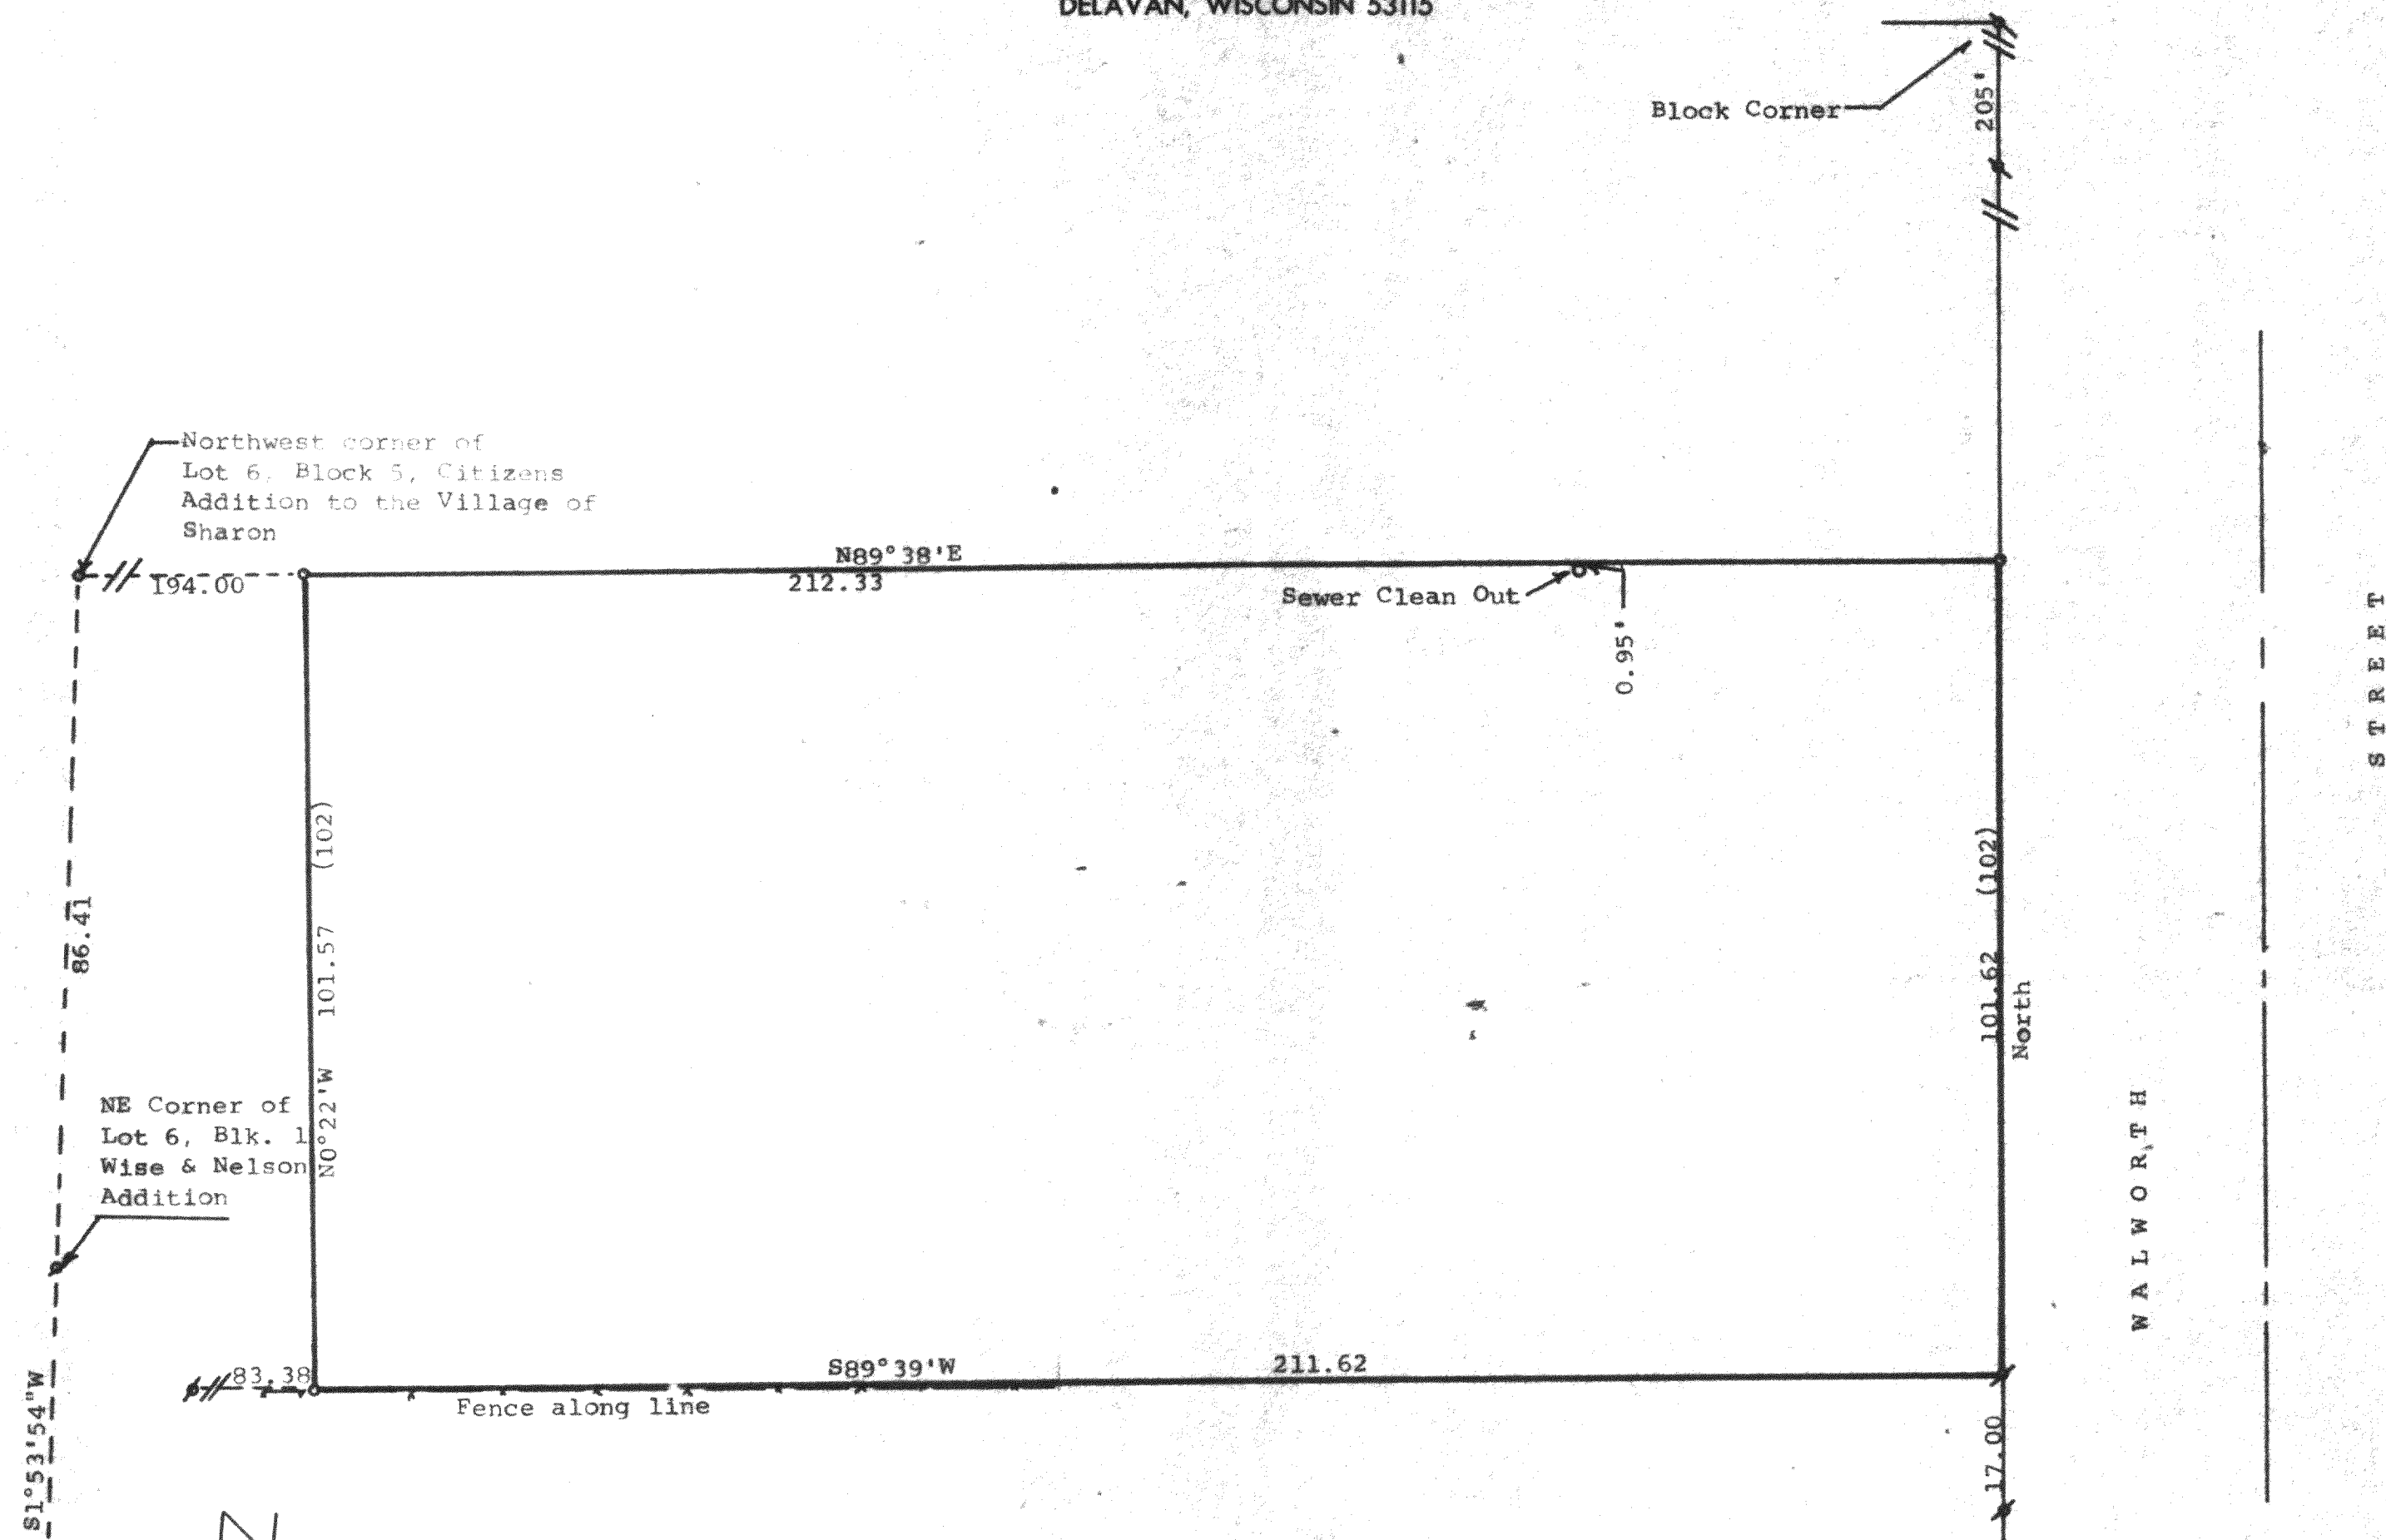 DELAVAN, WISCONSIN 53115
Block Corner
205'
Northwest corner of
Lot 6, Block 5, Citizens
Addition to the Village of
Sharon
194.00
N89°38'E
212.33
Sewer Clean Out
0.95'
STREET
86.41
N0°22'W 101.57 (102)
101.62 (102)
North
WALWORTH
NE Corner of
Lot 6, Blk. 1
Wise & Nelson
Addition
83.38
S89°39'W
211.62
Fence along line
S1°53'54"W
17.00